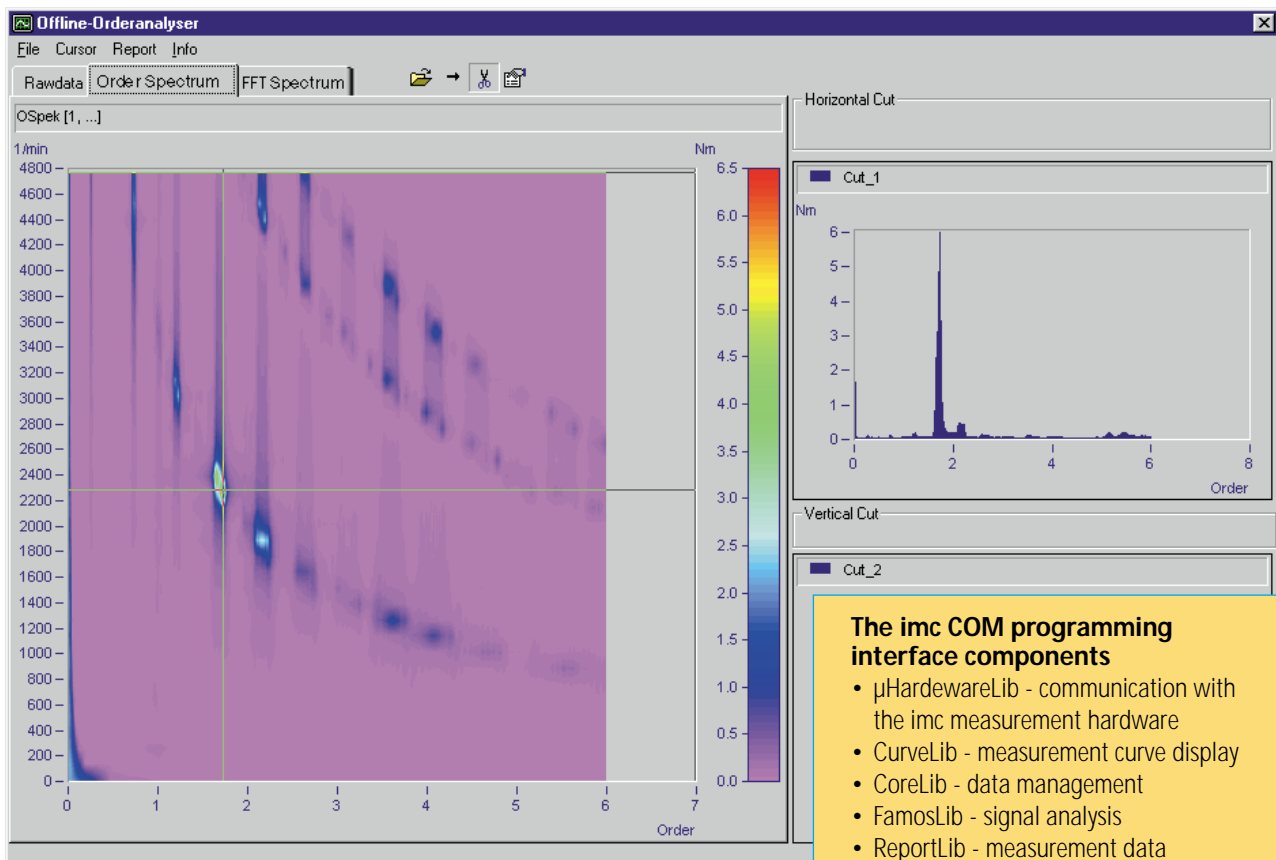 Offline-Orderanalyser
File Cursor Report Info
Rawdata Order Spectrum FFT Spectrum
OSpek [1, ...]
1/min
4800
4600
4400
4200
4000
3800
3600
3400
3200
3000
2800
2600
2400
2200
2000
1800
1600
1400
1200
1000
800
600
400
200
0
0 1 2 3 4 5 6 7
Order
Nm
6.5
6.0
5.5
5.0
4.5
4.0
3.5
3.0
2.5
2.0
1.5
1.0
0.5
0.0
Horizontal Cut
Cut_1
Nm
6
5
4
3
2
1
0
0 2 4 6 8
Order
Vertical Cut
Cut_2
The imc COM programming
interface components
• µHardewareLib - communication with
the imc measurement hardware
• CurveLib - measurement curve display
• CoreLib - data management
• FamosLib - signal analysis
• ReportLib - measurement data